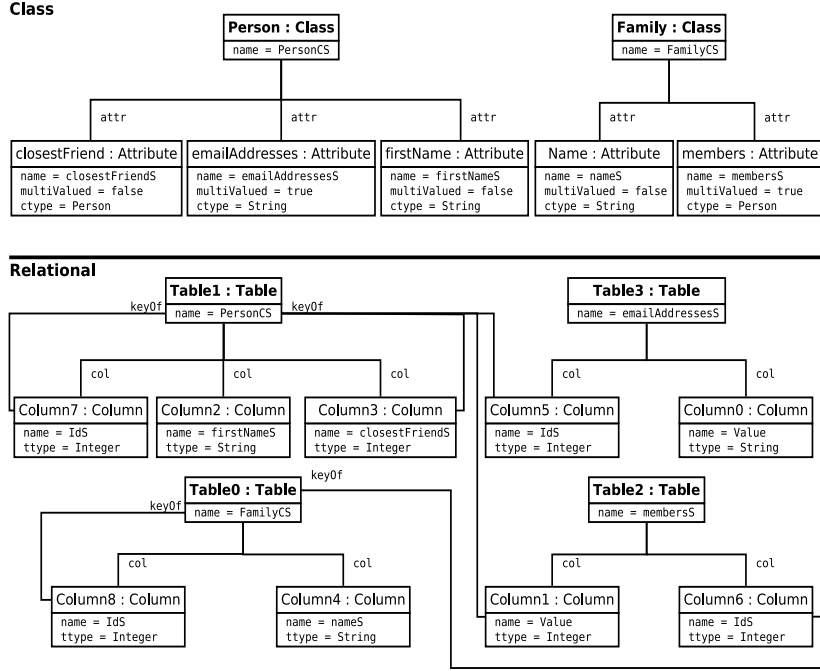 Class
Person : Class
name = PersonCS
Family : Class
name = FamilyCS
attr
attr
attr
attr
attr
closestFriend : Attribute
name = closestFriendS
multiValued = false
ctype = Person
emailAddresses : Attribute
name = emailAddressesS
multiValued = true
ctype = String
firstName : Attribute
name = firstNameS
multiValued = false
ctype = String
Name : Attribute
name = nameS
multiValued = false
ctype = String
members : Attribute
name = membersS
multiValued = true
ctype = Person
Relational
Table1 : Table
name = PersonCS
keyOf
keyOf
Table3 : Table
name = emailAddressesS
col
col
col
col
col
Column7 : Column
name = IdS
ttype = Integer
Column2 : Column
name = firstNameS
ttype = String
Column3 : Column
name = closestFriendS
ttype = Integer
Column5 : Column
name = IdS
ttype = Integer
Column0 : Column
name = Value
ttype = String
keyOf
Table0 : Table
name = FamilyCS
keyOf
Table2 : Table
name = membersS
col
col
col
col
Column8 : Column
name = IdS
ttype = Integer
Column4 : Column
name = nameS
ttype = String
Column1 : Column
name = Value
ttype = Integer
Column6 : Column
name = IdS
ttype = Integer